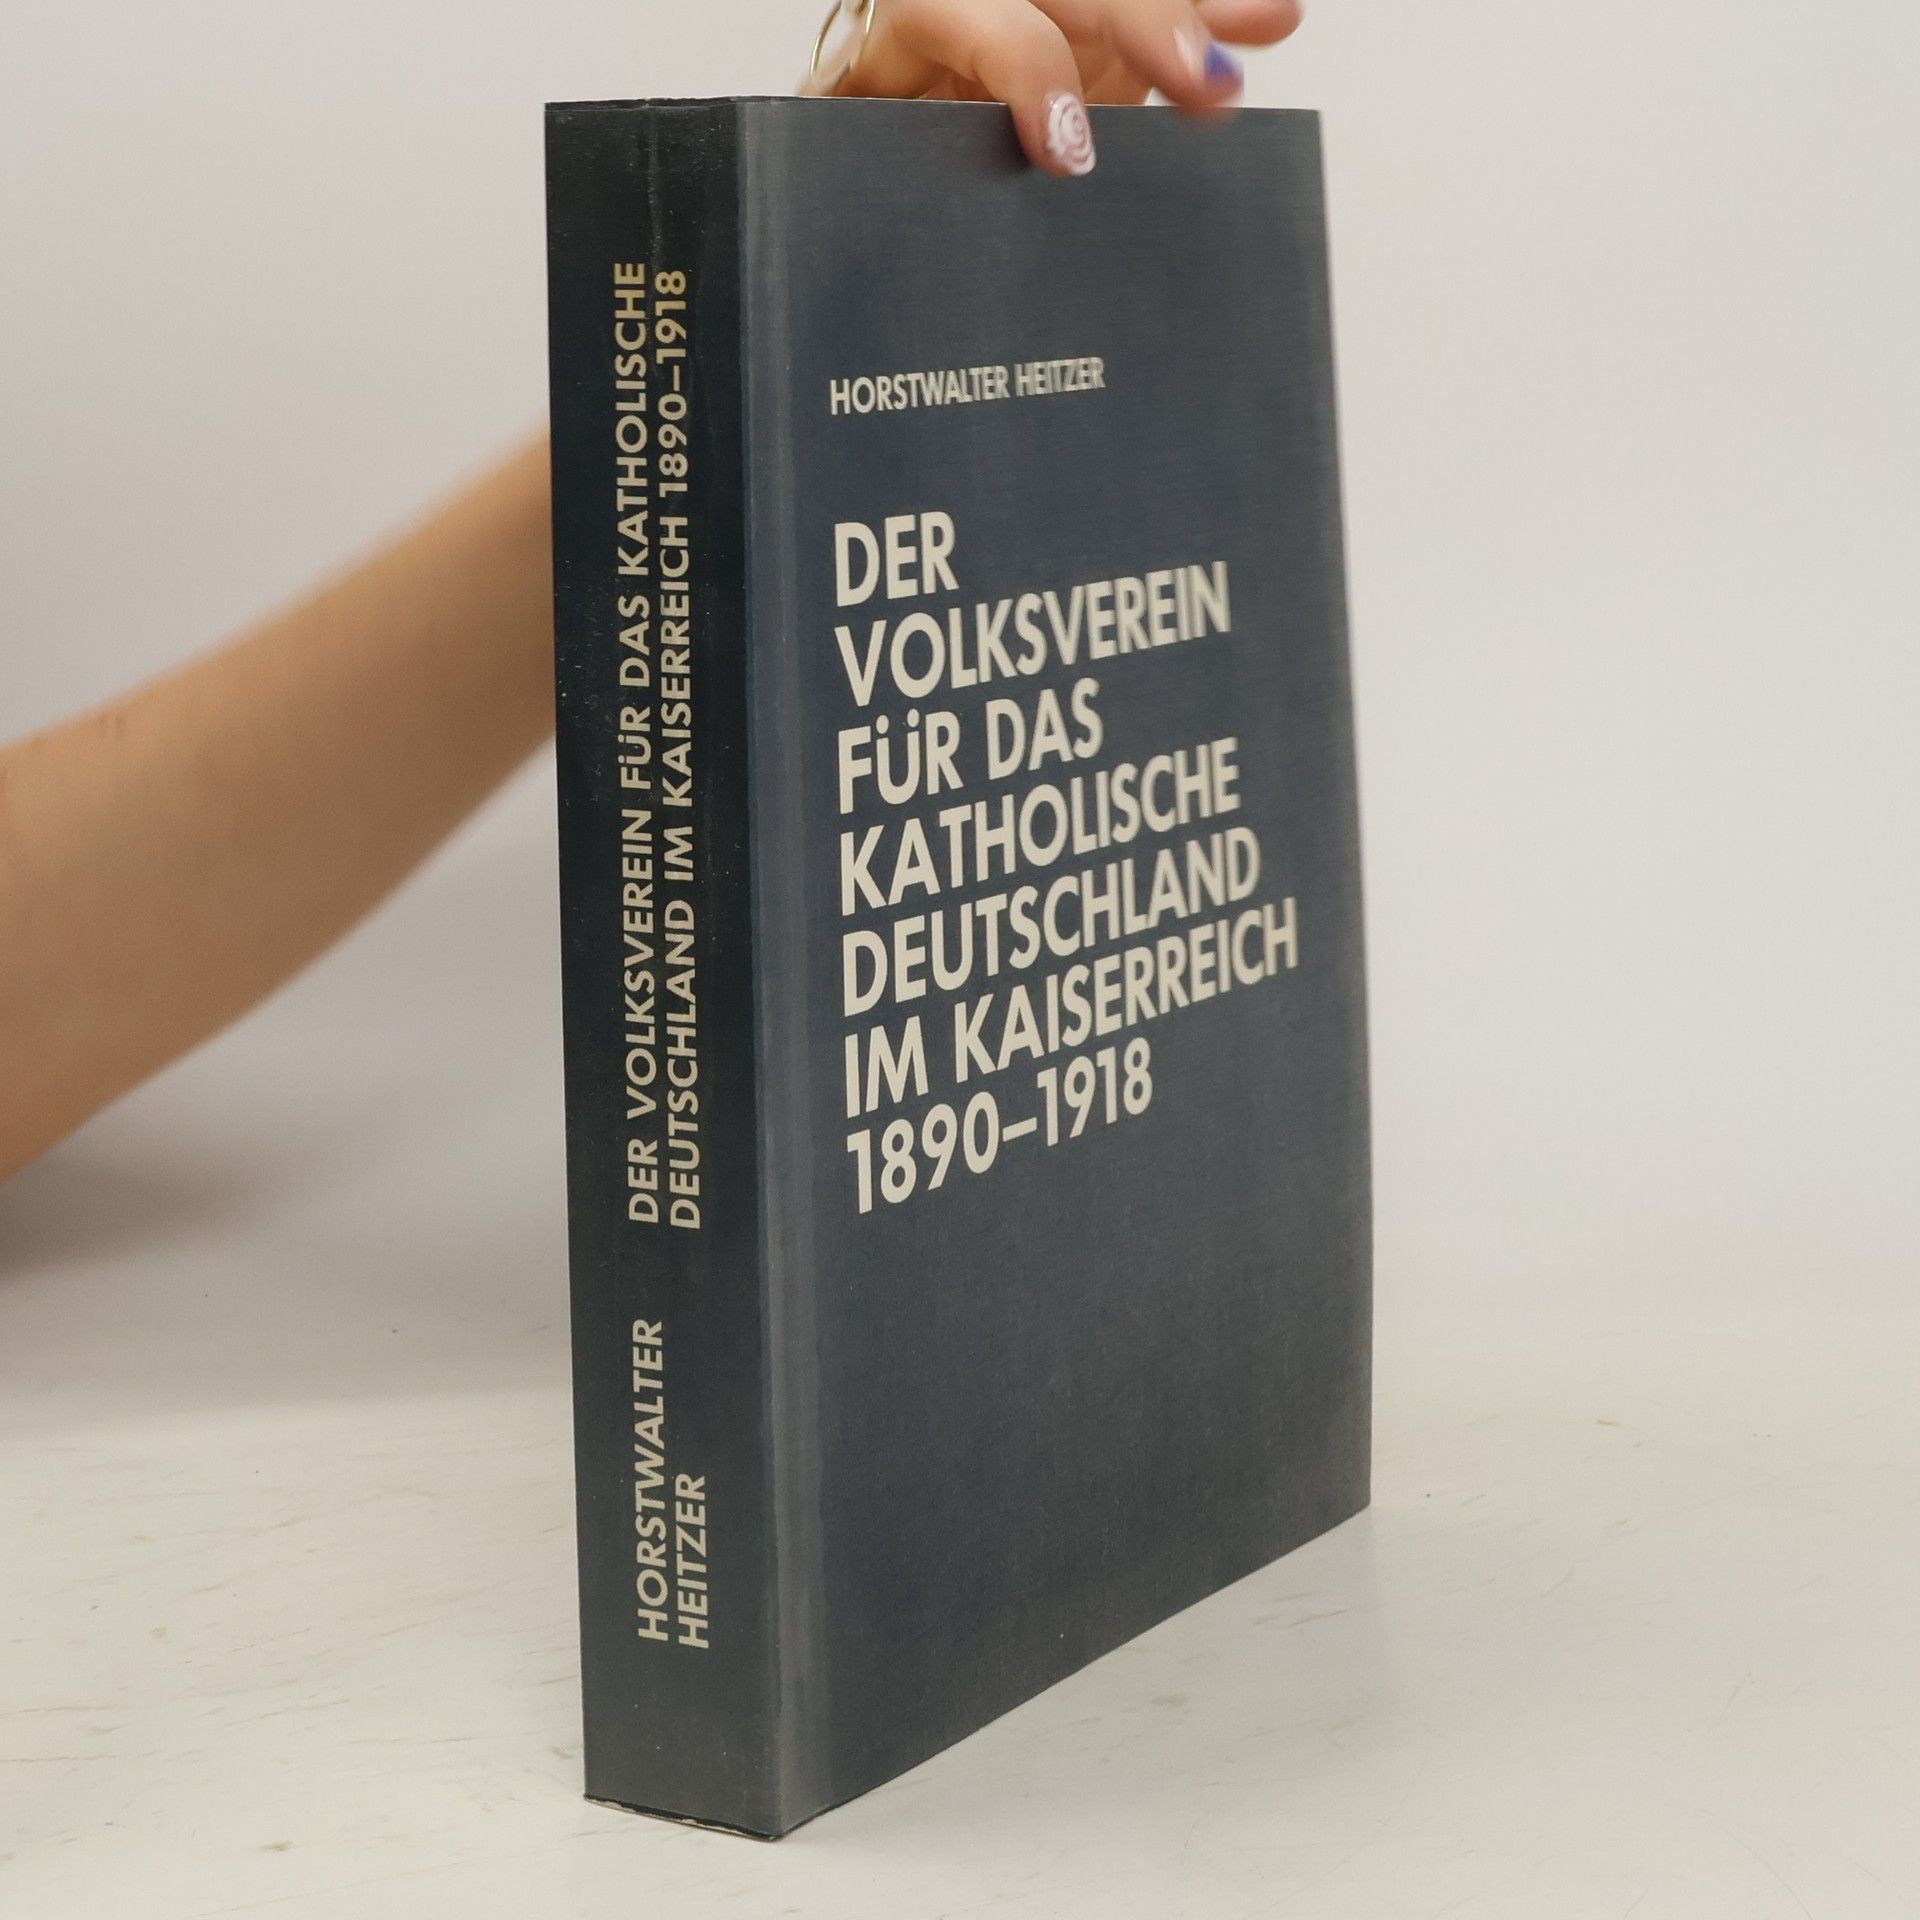 DER VOLKSVEREIN FÜR DAS KATHOLISCHE
DEUTSCHLAND IM KAISERREICH 1890–1918
HORSTWALTER
HEITZER
HORSTWALTER HEITZER
DER
VOLKSVEREIN
FÜR DAS
KATHOLISCHE
DEUTSCHLAND
IM KAISERREICH
1890–1918